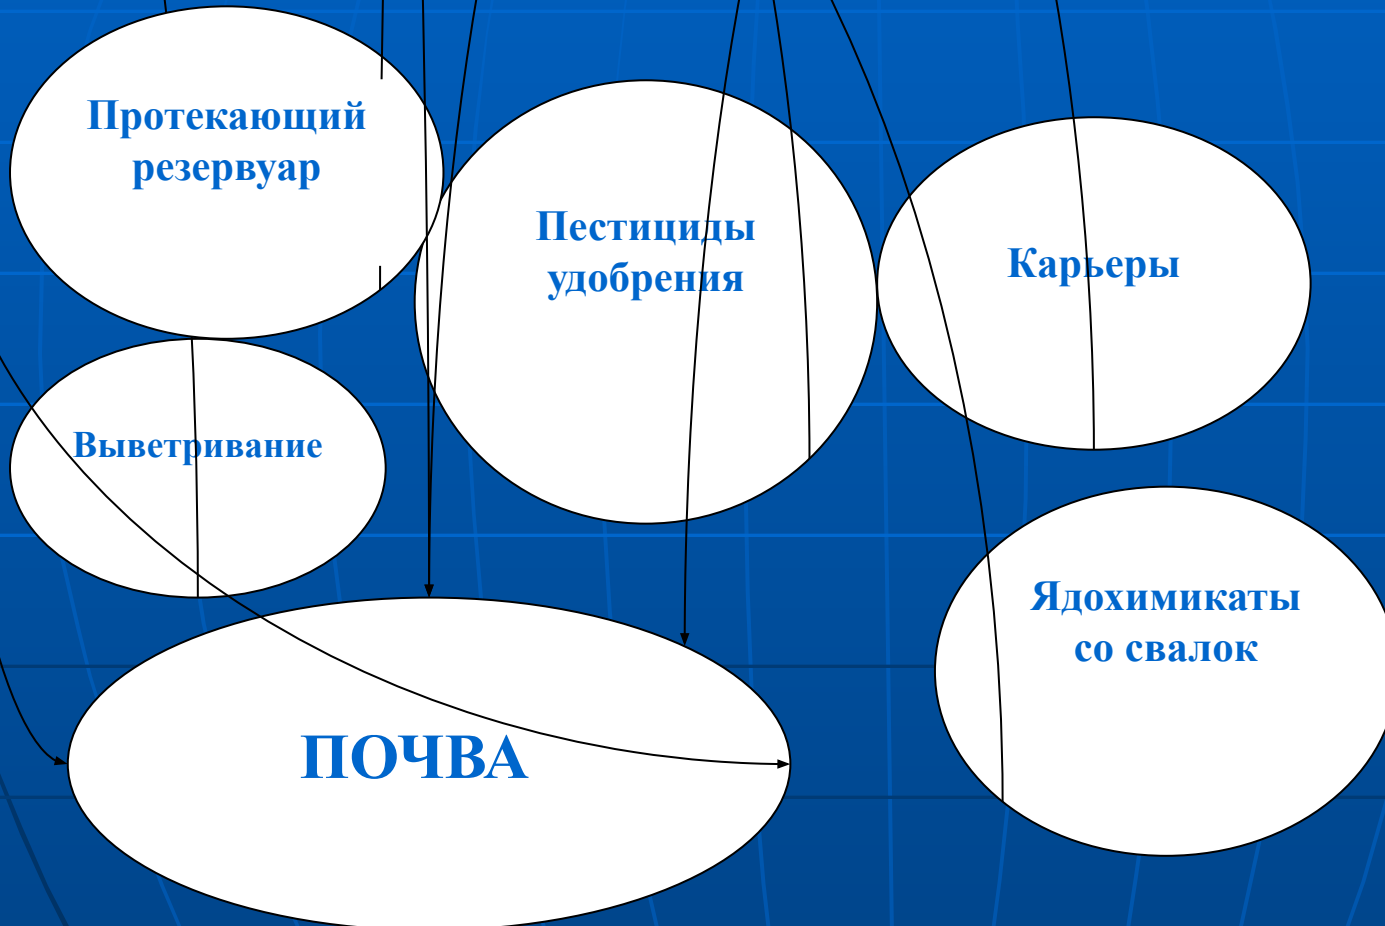 Протекающий
резервуар
Пестициды
удобрения
Карьеры
Выветривание
Ядохимикаты
со свалок
ПОЧВА